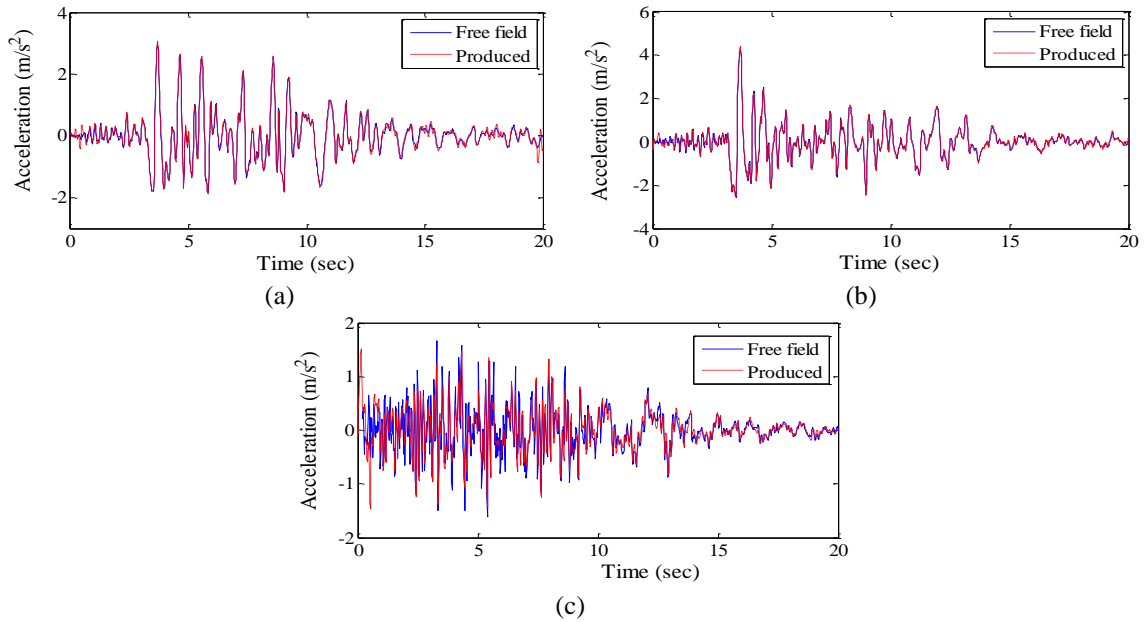 4
2
0
-2
Acceleration (m/s²)
Free field
Produced
0 5 10 15 20
Time (sec)
(a)
6
4
2
0
-2
-4
Acceleration (m/s²)
Free field
Produced
0 5 10 15 20
Time (sec)
(b)
2
1
0
-1
-2
Acceleration (m/s²)
Free field
Produced
0 5 10 15 20
Time (sec)
(c)